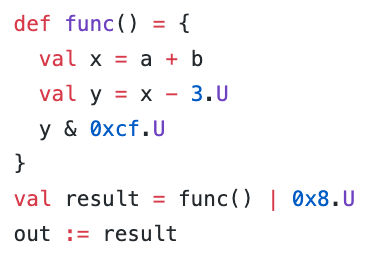 def func() = {
  val x = a + b
  val y = x - 3.U
  y & 0xcf.U
}
val result = func() | 0x8.U
out := result